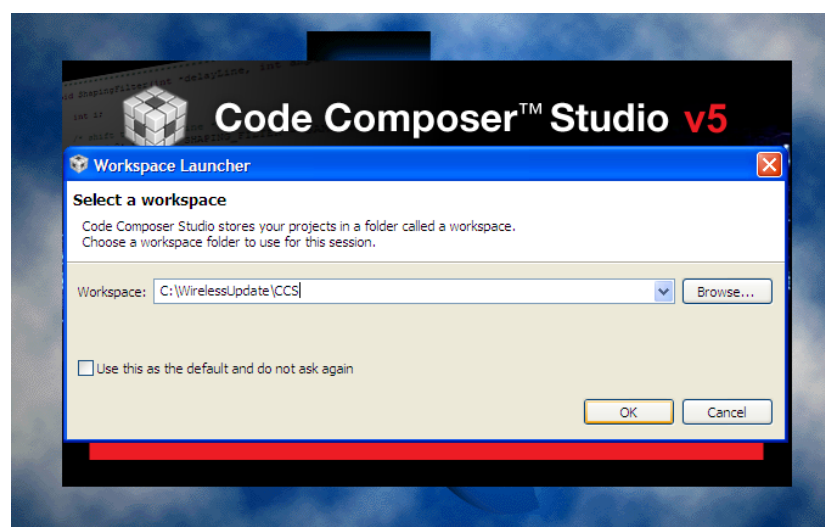 Code Composer™ Studio v5
Workspace Launcher
Select a workspace
Code Composer Studio stores your projects in a folder called a workspace.
Choose a workspace folder to use for this session.
Workspace: C:\WirelessUpdate\CCS Browse...
Use this as the default and do not ask again
OK Cancel